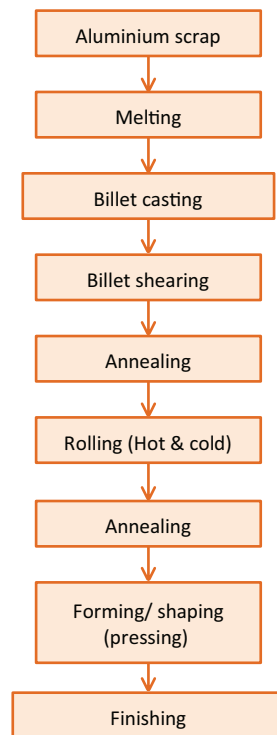 Aluminium scrap
Melting
Billet casting
Billet shearing
Annealing
Rolling (Hot & cold)
Annealing
Forming/ shaping
(pressing)
Finishing